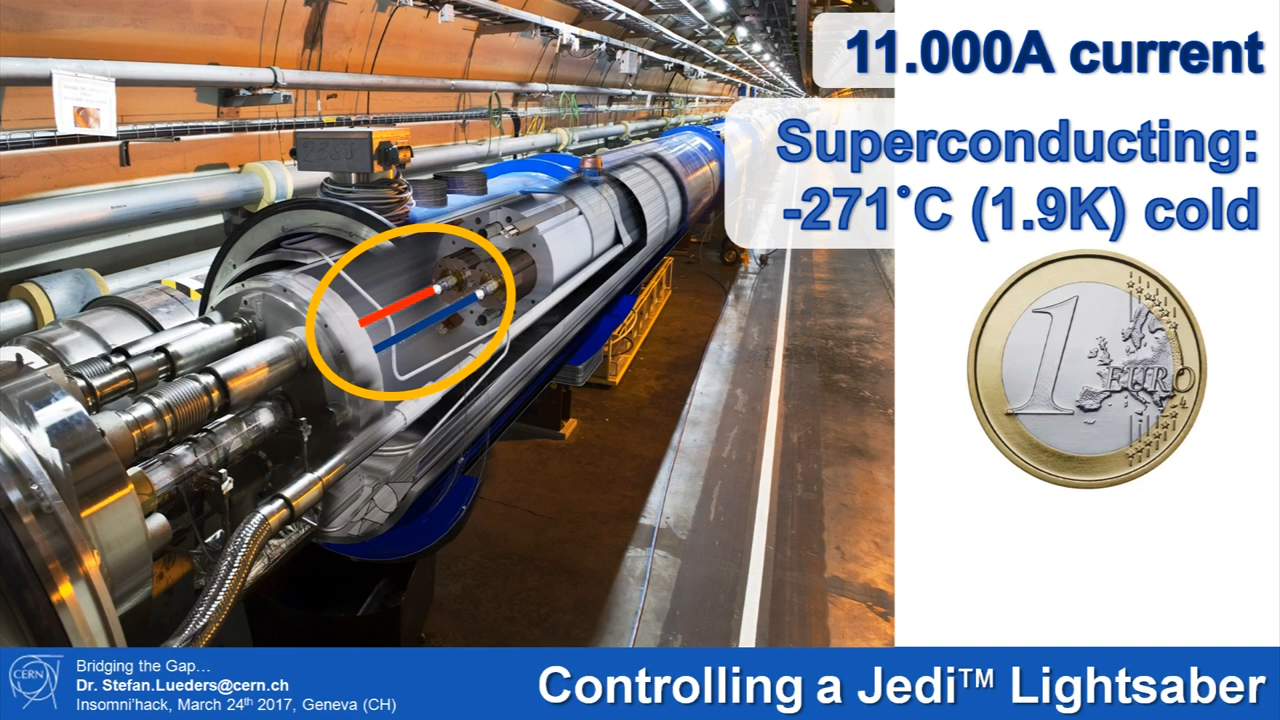 11.000A current
Superconducting:
-271°C (1.9K) cold
2380
1
EURO
CERN
Bridging the Gap…
Dr. Stefan.Lueders@cern.ch
Insomni'hack, March 24th 2017, Geneva (CH)
Controlling a Jedi™ Lightsaber